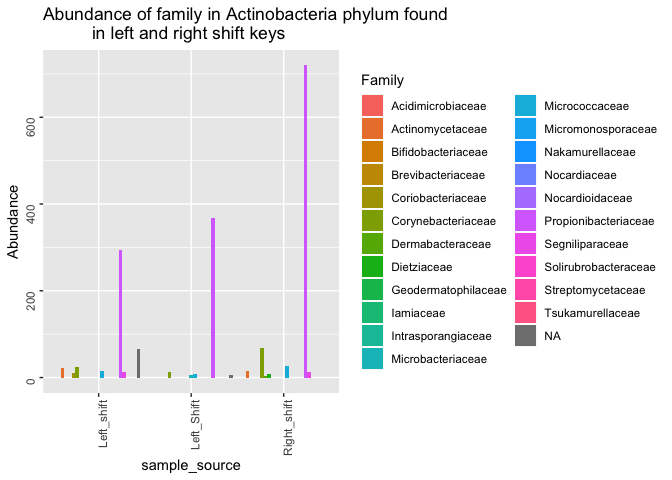 Abundance of family in Actinobacteria phylum found
in left and right shift keys
Abundance
600
400
200
0
Left_shift
Left_Shift
Right_shift
sample_source
Family
Acidimicrobiaceae
Actinomycetaceae
Bifidobacteriaceae
Brevibacteriaceae
Coriobacteriaceae
Corynebacteriaceae
Dermabacteraceae
Dietziaceae
Geodermatophilaceae
Iamiaceae
Intrasporangiaceae
Microbacteriaceae
Micrococcaceae
Micromonosporaceae
Nakamurellaceae
Nocardiaceae
Nocardioidaceae
Propionibacteriaceae
Segniliparaceae
Solirubrobacteraceae
Streptomycetaceae
Tsukamurellaceae
NA